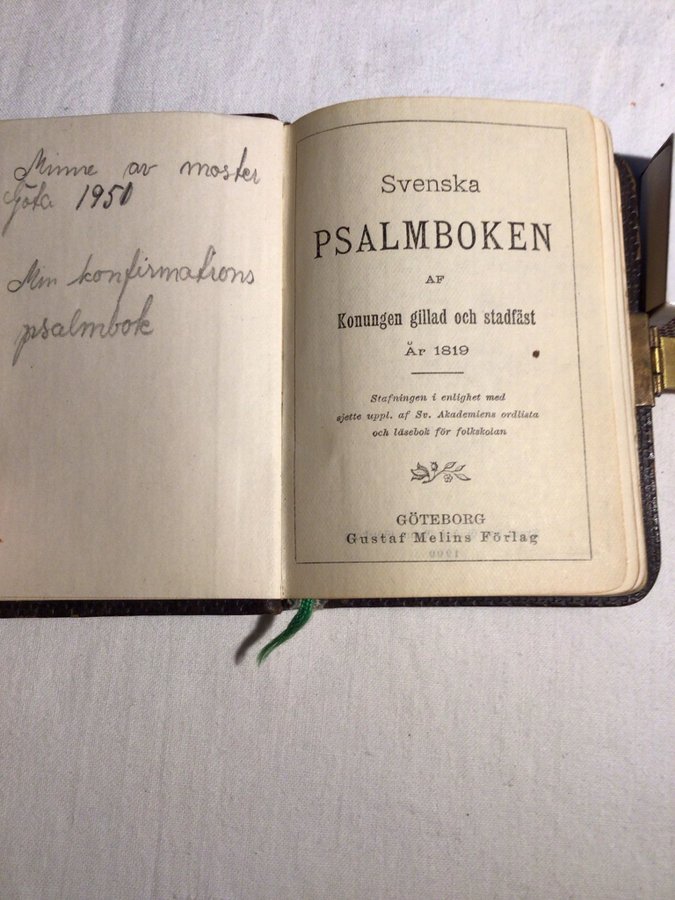 Minne av moster
Göta 1950
Min konfirmations
psalmbok
Svenska
PSALMBOKEN
AF
Konungen gillad och stadfäst
År 1819
Stafningen i enlighet med
sjette uppl. af Sv. Akademiens ordlista
och läsebok för folkskolan
GÖTEBORG
Gustaf Melins Förlag